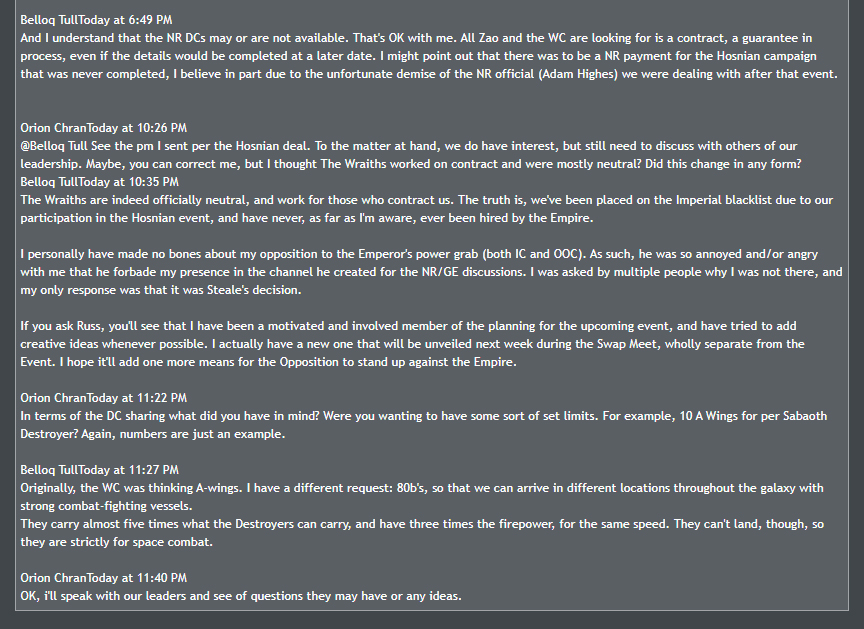 Belloq TullToday at 6:49 PM
And I understand that the NR DCs may or are not available. That's OK with me. All Zao and the WC are looking for is a contract, a guarantee in
process, even if the details would be completed at a later date. I might point out that there was to be a NR payment for the Hosnian campaign
that was never completed, I believe in part due to the unfortunate demise of the NR official (Adam Highes) we were dealing with after that event.
Orion ChranToday at 10:26 PM
@Belloq Tull See the pm I sent per the Hosnian deal. To the matter at hand, we do have interest, but still need to discuss with others of our
leadership. Maybe, you can correct me, but I thought The Wraiths worked on contract and were mostly neutral? Did this change in any form?
Belloq TullToday at 10:35 PM
The Wraiths are indeed officially neutral, and work for those who contract us. The truth is, we've been placed on the Imperial blacklist due to our
participation in the Hosnian event, and have never, as far as I'm aware, ever been hired by the Empire.
I personally have made no bones about my opposition to the Emperor's power grab (both IC and OOC). As such, he was so annoyed and/or angry
with me that he forbade my presence in the channel he created for the NR/GE discussions. I was asked by multiple people why I was not there, and
my only response was that it was Steale's decision.
If you ask Russ, you'll see that I have been a motivated and involved member of the planning for the upcoming event, and have tried to add
creative ideas whenever possible. I actually have a new one that will be unveiled next week during the Swap Meet, wholly separate from the
Event. I hope it'll add one more means for the Opposition to stand up against the Empire.
Orion ChranToday at 11:22 PM
In terms of the DC sharing what did you have in mind? Were you wanting to have some sort of set limits. For example, 10 A Wings for per Sabaoth
Destroyer? Again, numbers are just an example.
Belloq TullToday at 11:27 PM
Originally, the WC was thinking A-wings. I have a different request: 80b's, so that we can arrive in different locations throughout the galaxy with
strong combat-fighting vessels.
They carry almost five times what the Destroyers can carry, and have three times the firepower, for the same speed. They can't land, though, so
they are strictly for space combat.
Orion ChranToday at 11:40 PM
OK, i'll speak with our leaders and see of questions they may have or any ideas.